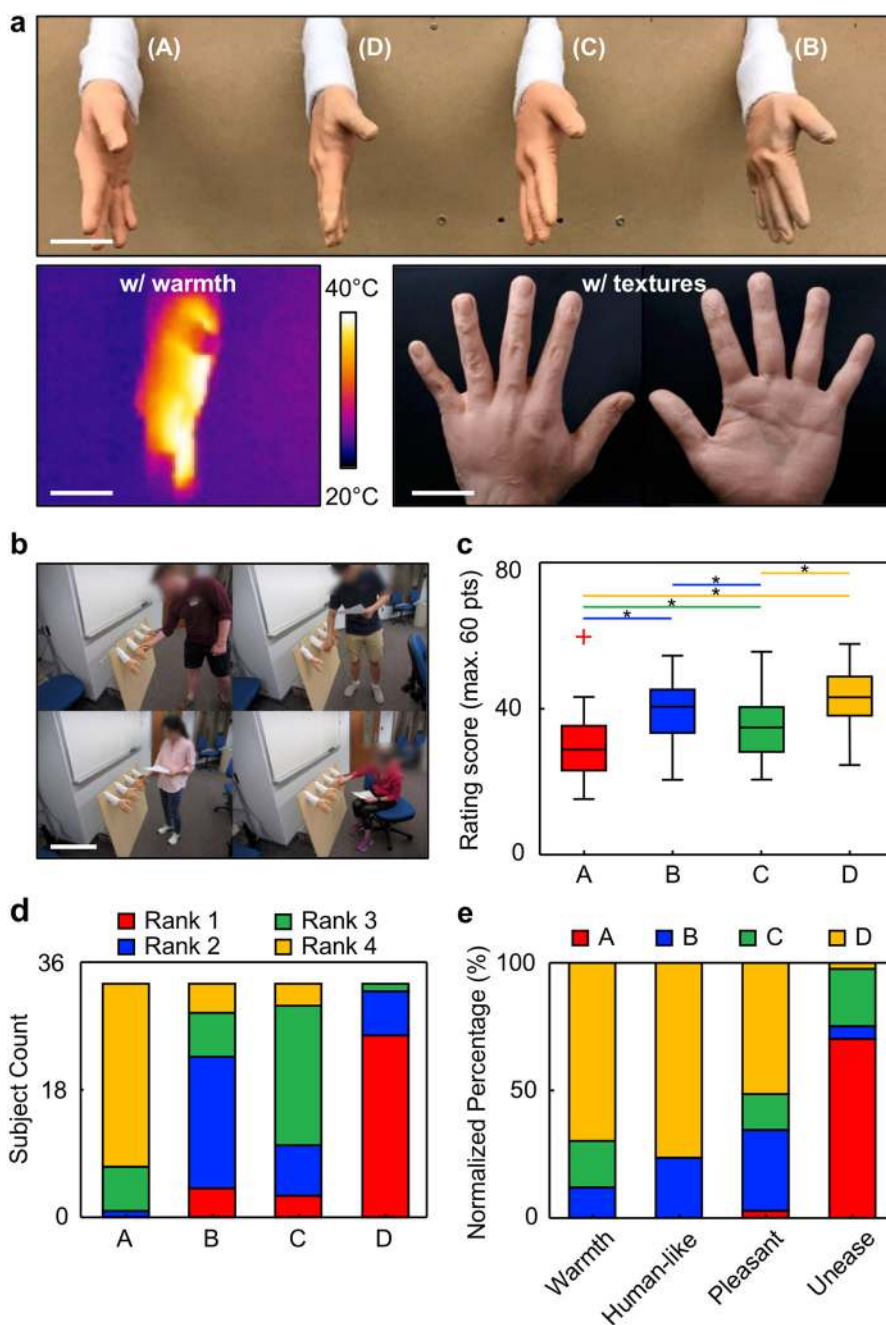 a
(A) (D) (C) (B)
w/ warmth
40°C
20°C
w/ textures
b
c
Rating score (max. 60 pts)
80
40
0
* *
*
*
*
A B C D
d
Rank 1 Rank 3
Rank 2 Rank 4
Subject Count
36
18
0
A B C D
e
A B C D
Normalized Percentage (%)
100
50
0
Warmth
Human-like
Pleasant
Unease